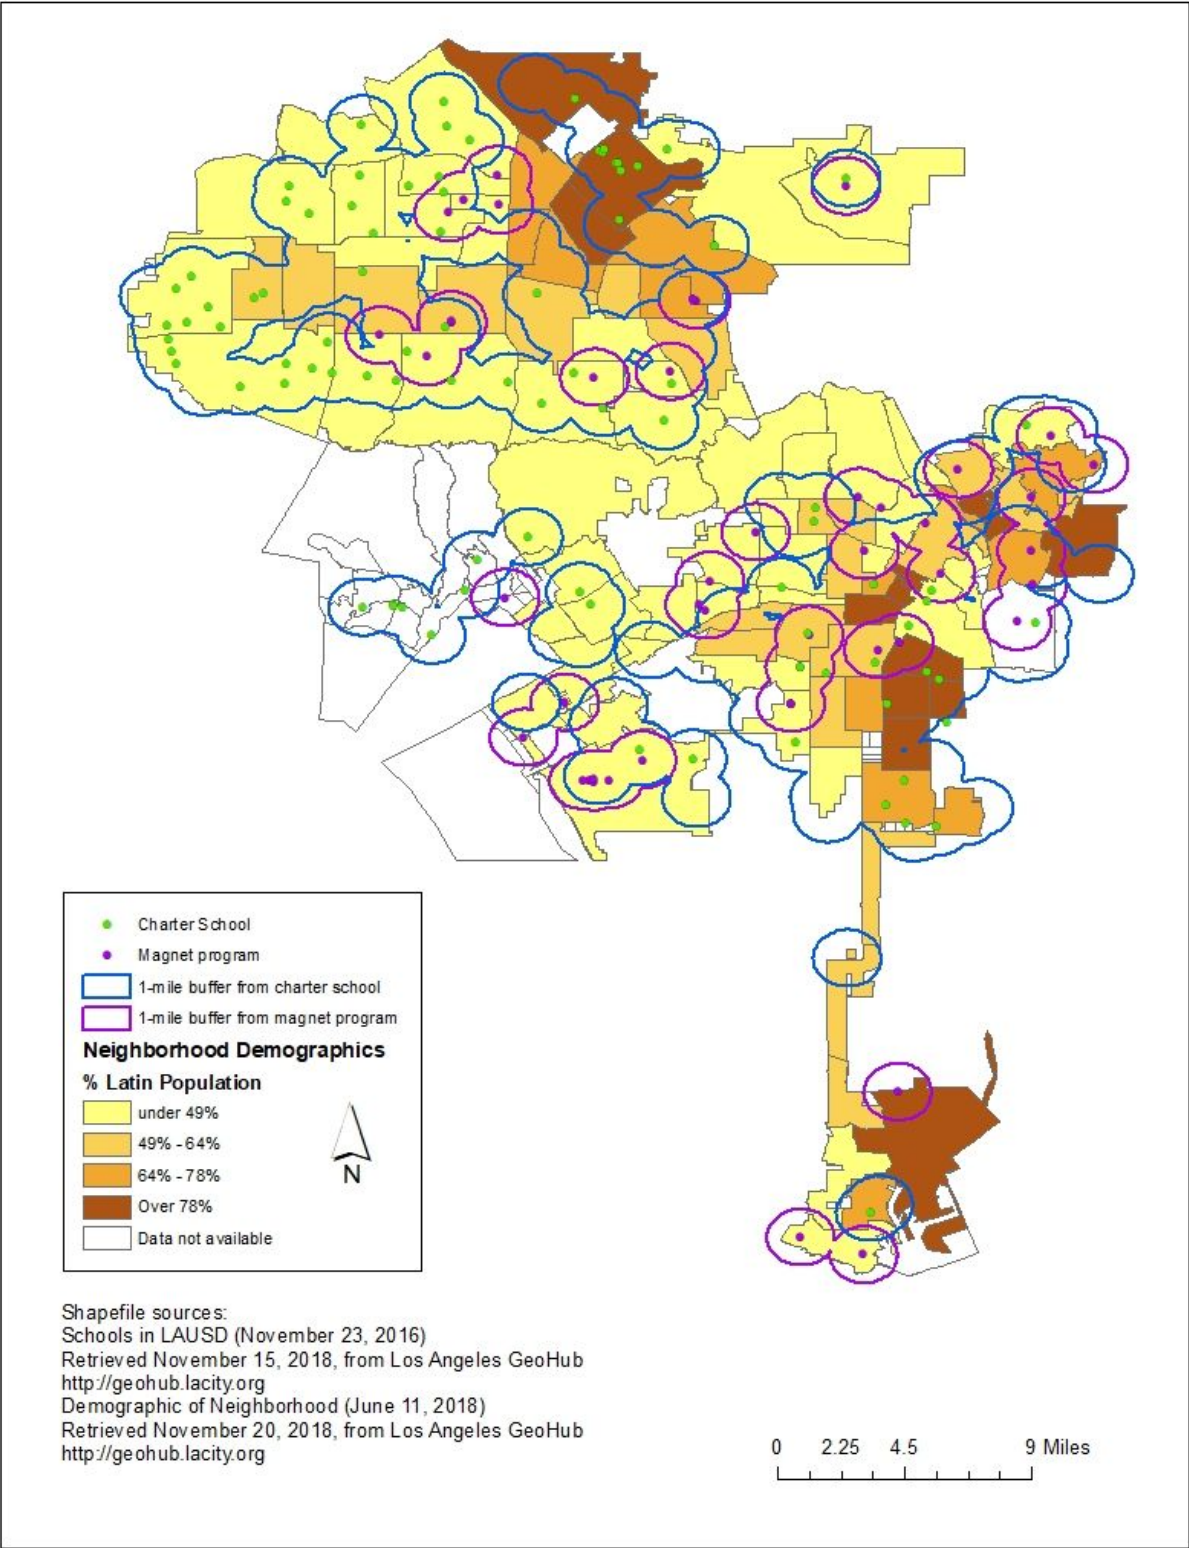 Charter School
Magnet program
1-mile buffer from charter school
1-mile buffer from magnet program
Neighborhood Demographics
% Latin Population
under 49%
49% - 64%
64% - 78%
Over 78%
Data not available
N
Shapefile sources:
Schools in LAUSD (November 23, 2016)
Retrieved November 15, 2018, from Los Angeles GeoHub
http://geohub.lacity.org
Demographic of Neighborhood (June 11, 2018)
Retrieved November 20, 2018, from Los Angeles GeoHub
http://geohub.lacity.org
0 2.25 4.5 9 Miles